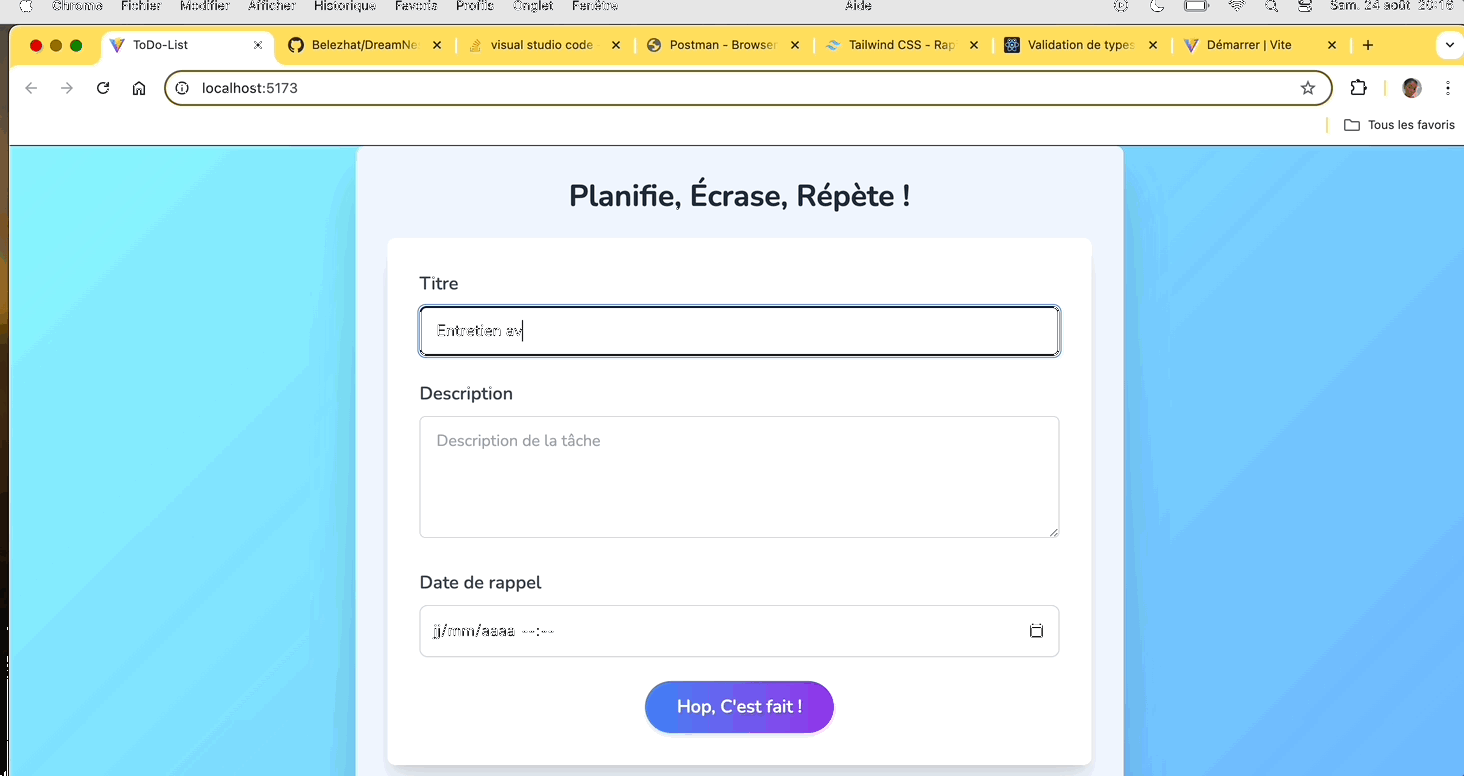 Chrome Fichier Modifier Afficher Historique Favoris Profils Onglet Fenêtre Aide Sam. 24 août 20:16
ToDo-List Belezhat/DreamNe visual studio code Postman - Browser Tailwind CSS - Rap Validation de types Démarrer | Vite
localhost:5173
Tous les favoris
Planifie, Écrase, Répète !
Titre
Entretien av
Description
Description de la tâche
Date de rappel
jj/mm/aaaa --:--
Hop, C'est fait !